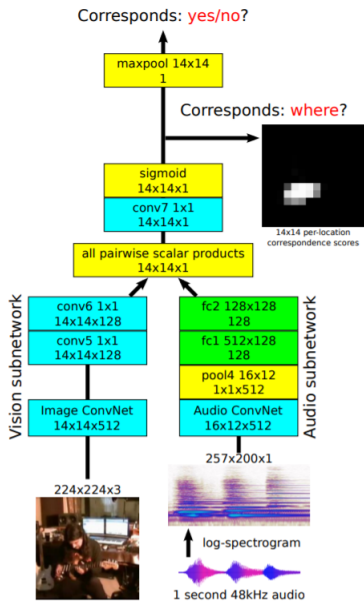 Corresponds: yes/no?
maxpool 14x14
1
Corresponds: where?
sigmoid
14x14x1
conv7 1x1
14x14x1
14x14 per-location
correspondence scores
all pairwise scalar products
14x14x1
Vision subnetwork
conv6 1x1
14x14x128
conv5 1x1
14x14x128
Image ConvNet
14x14x512
224x224x3
Audio subnetwork
fc2 128x128
128
fc1 512x128
128
pool4 16x12
1x1x512
Audio ConvNet
16x12x512
257x200x1
log-spectrogram
1 second 48kHz audio